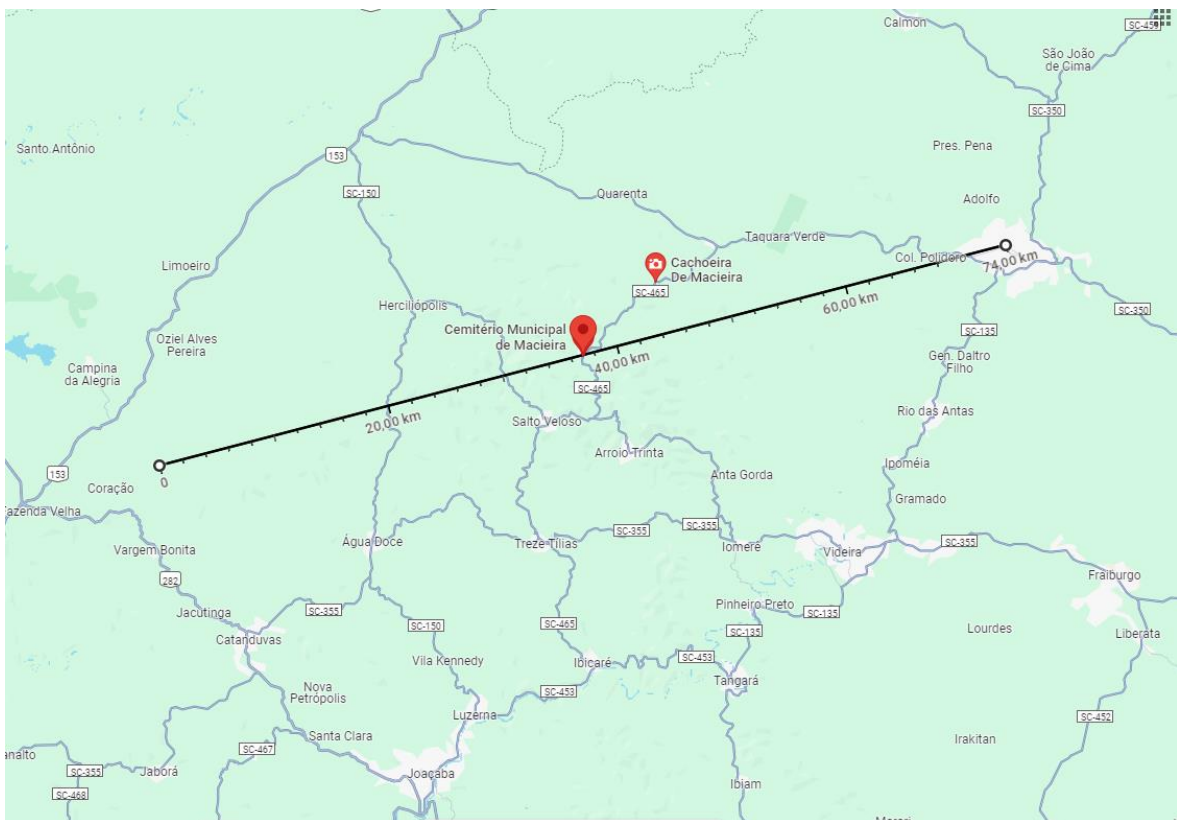 Calmon
SC-45
São João
de Cima
SC-350
Santo Antônio
153
Pres. Pena
SC-150
Quarenta
Adolfo
Taquara Verde
Limoeiro
Cachoeira
De Macieira
Col. Polidoro
74,00 km
SC-465
60,00 km
Herciliópolis
SC-350
Cemitério Municipal
de Macieira
SC-135
Oziel Alves
Pereira
40,00 km
Gen. Daltro
Filho
Campina
da Alegria
SC-465
20,00 km
Rio das Antas
Salto Veloso
Arroio Trinta
Ipoméia
153
0
Anta Gorda
Coração
Gramado
Fazenda Velha
SC-355
SC-355
Vargem Bonita
Água Doce
Treze Tílias
Iomerê
Videira
SC-355
282
Fraiburgo
Jacutinga
SC-355
Pinheiro Preto
SC-135
SC-150
SC-465
SC-135
Lourdes
Liberata
Catanduvas
Vila Kennedy
Ibicaré
SC-453
Nova
Petrópolis
SC-453
Tangará
Luzerna
SC-452
Santa Clara
SC-467
Irakitan
analto
SC-355
Jaborá
Joaçaba
Ibiam
SC-468